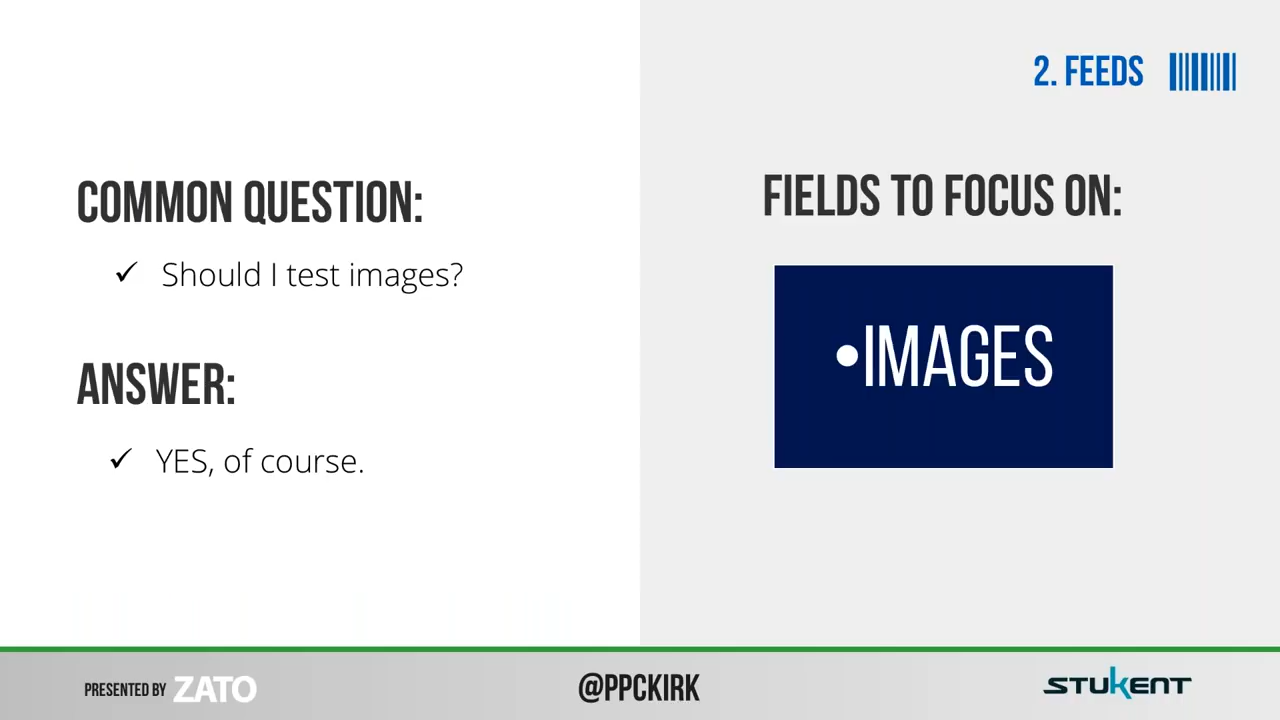 2. FEEDS
COMMON QUESTION:
✓ Should I test images?
ANSWER:
✓ YES, of course.
FIELDS TO FOCUS ON:
•IMAGES
PRESENTED BY ZATO
@PPCKIRK
STUKENT